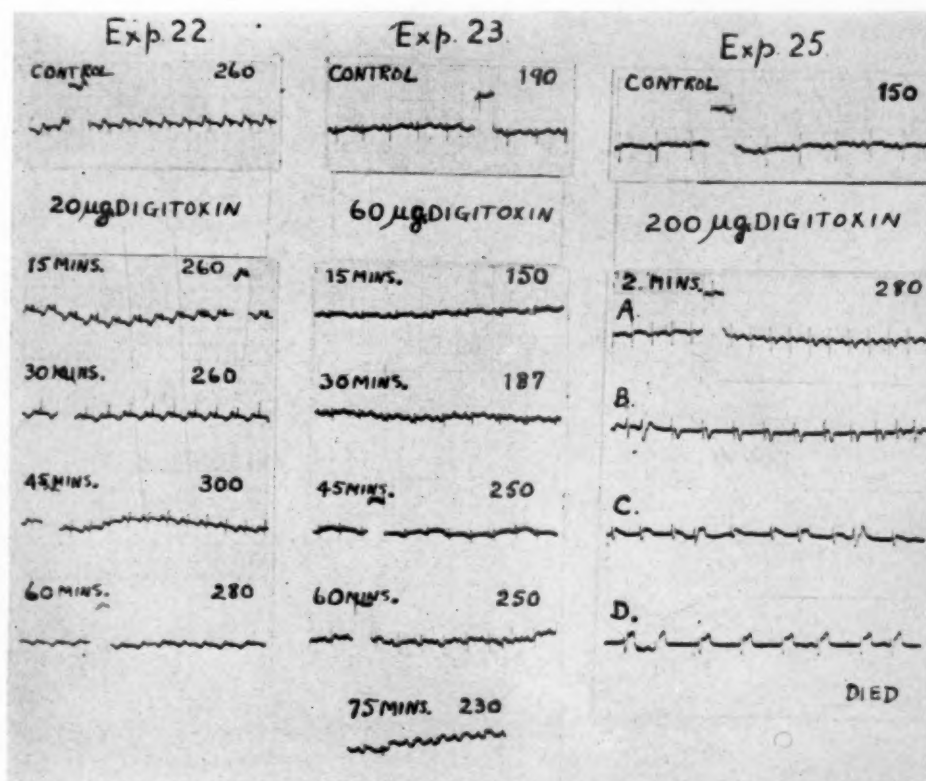 Exp. 22
CONTROL 260
20 µg DIGITOXIN
15 MINS. 260
30 MINS. 260
45 MINS. 300
60 MINS. 280
Exp. 23
CONTROL 190
60 µg DIGITOXIN
15 MINS. 150
30 MINS. 187
45 MINS. 250
60 MINS. 250
75 MINS. 230
Exp. 25
CONTROL 150
200 µg DIGITOXIN
2. MINS. 280
A.
B.
C.
D.
DIED